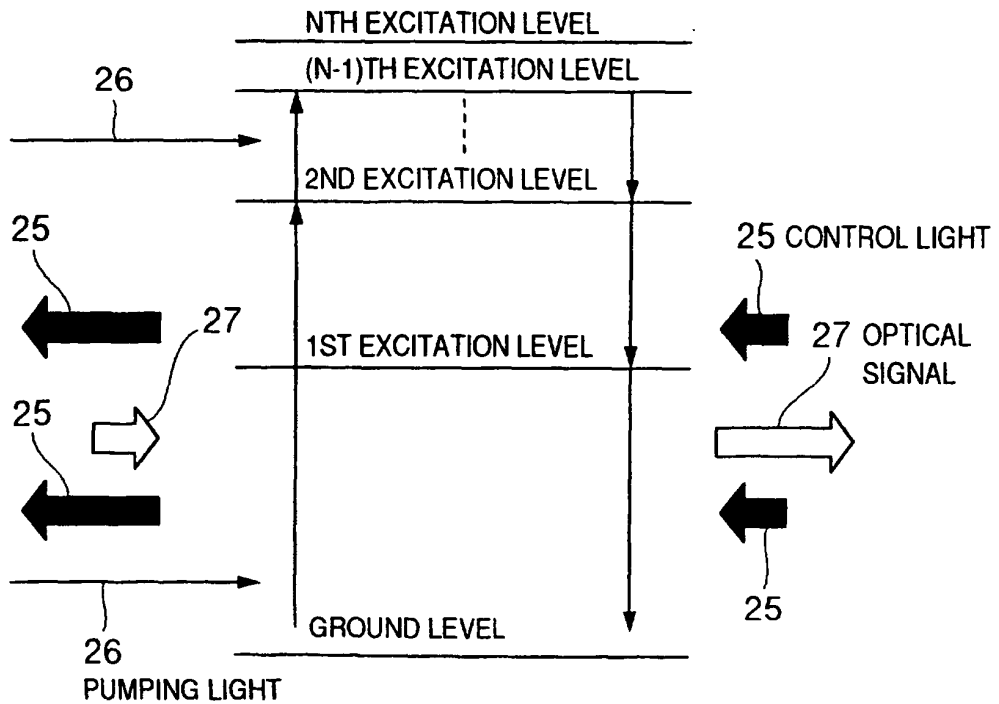 NTH EXCITATION LEVEL
(N-1)TH EXCITATION LEVEL
26
2ND EXCITATION LEVEL
25
25 CONTROL LIGHT
27
1ST EXCITATION LEVEL
27 OPTICAL
SIGNAL
25
25
GROUND LEVEL
26
PUMPING LIGHT